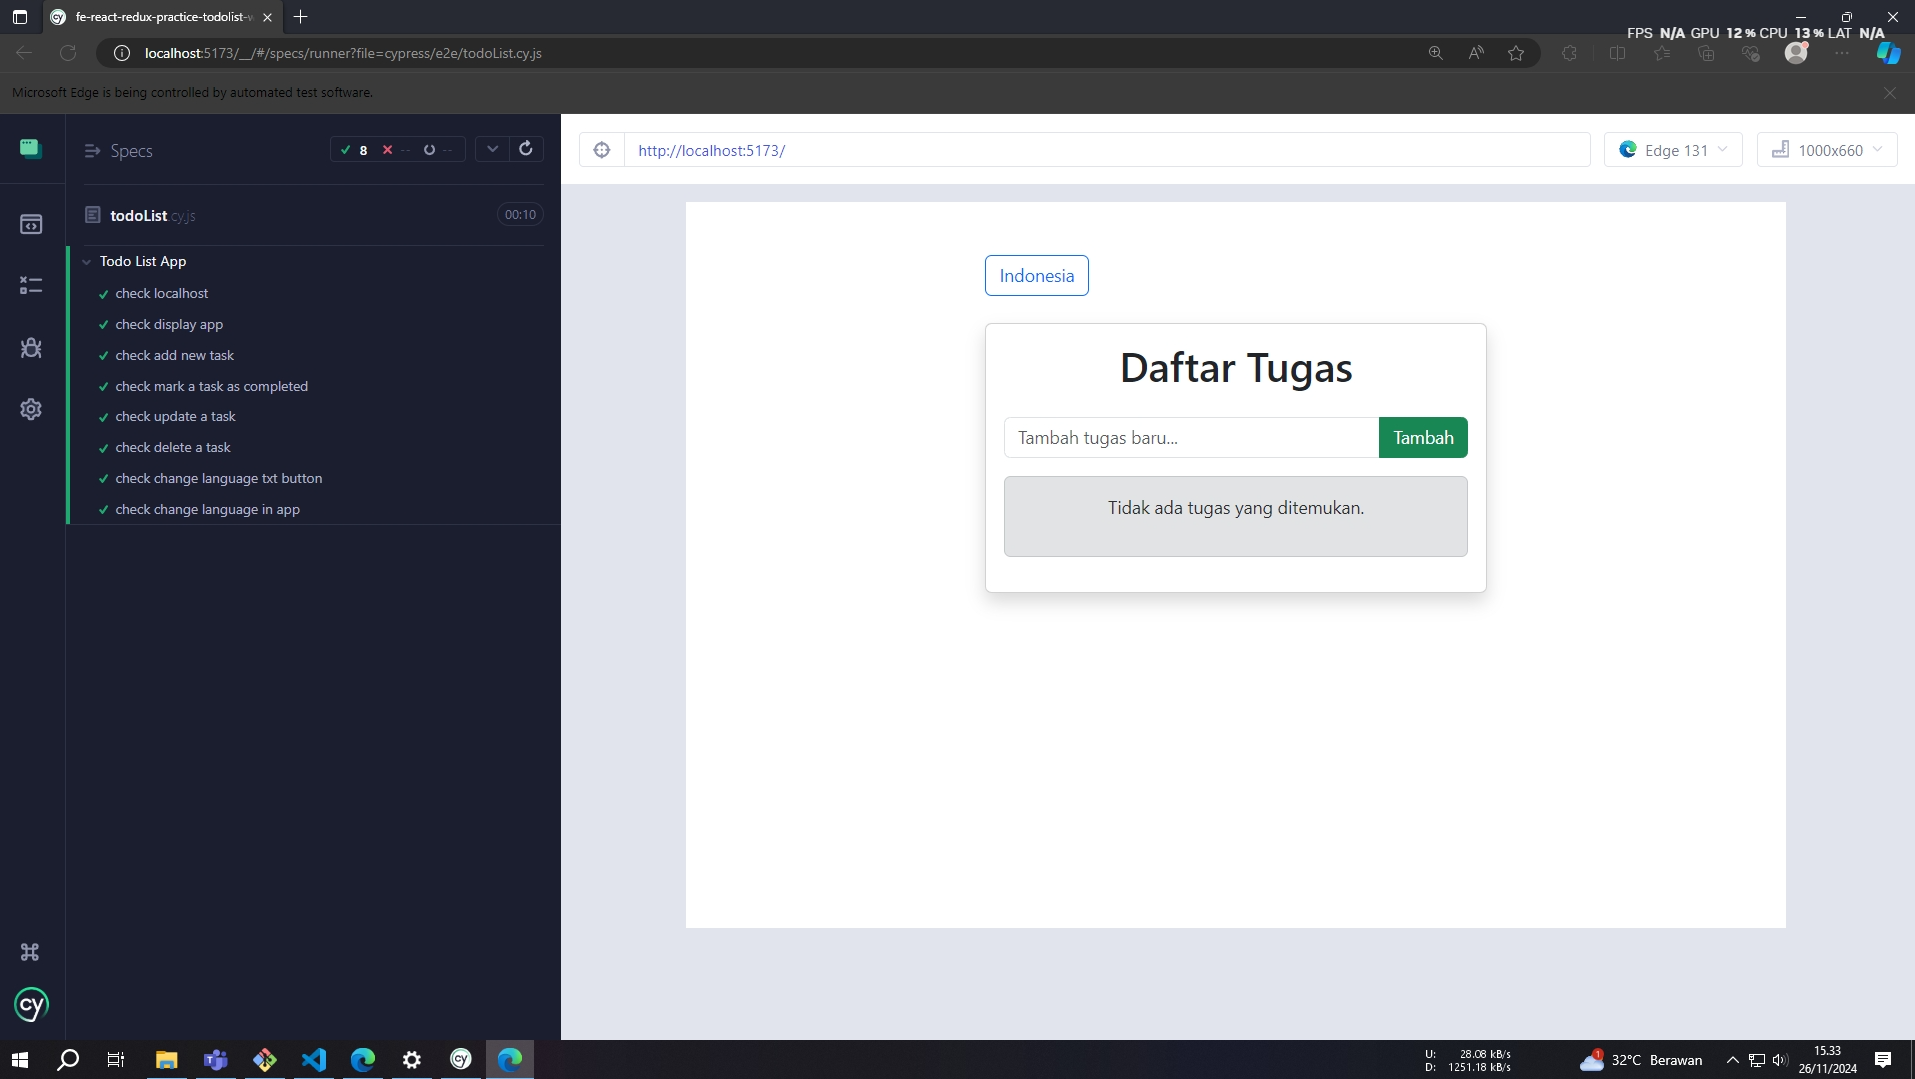 fe-react-redux-practice-todolist-w
FPS N/A GPU 12 % CPU 13 % LAT N/A
localhost:5173/__/#/specs/runner?file=cypress/e2e/todoList.cy.js
Microsoft Edge is being controlled by automated test software.
Specs
8 -- --
http://localhost:5173/
Edge 131
1000x660
todoList.cy.js
00:10
Todo List App
check localhost
check display app
check add new task
check mark a task as completed
check update a task
check delete a task
check change language txt button
check change language in app
Indonesia
Daftar Tugas
Tambah tugas baru...
Tambah
Tidak ada tugas yang ditemukan.
cy
U: 28.08 kB/s
D: 1251.18 kB/s
1
32°C Berawan
15.33
26/11/2024